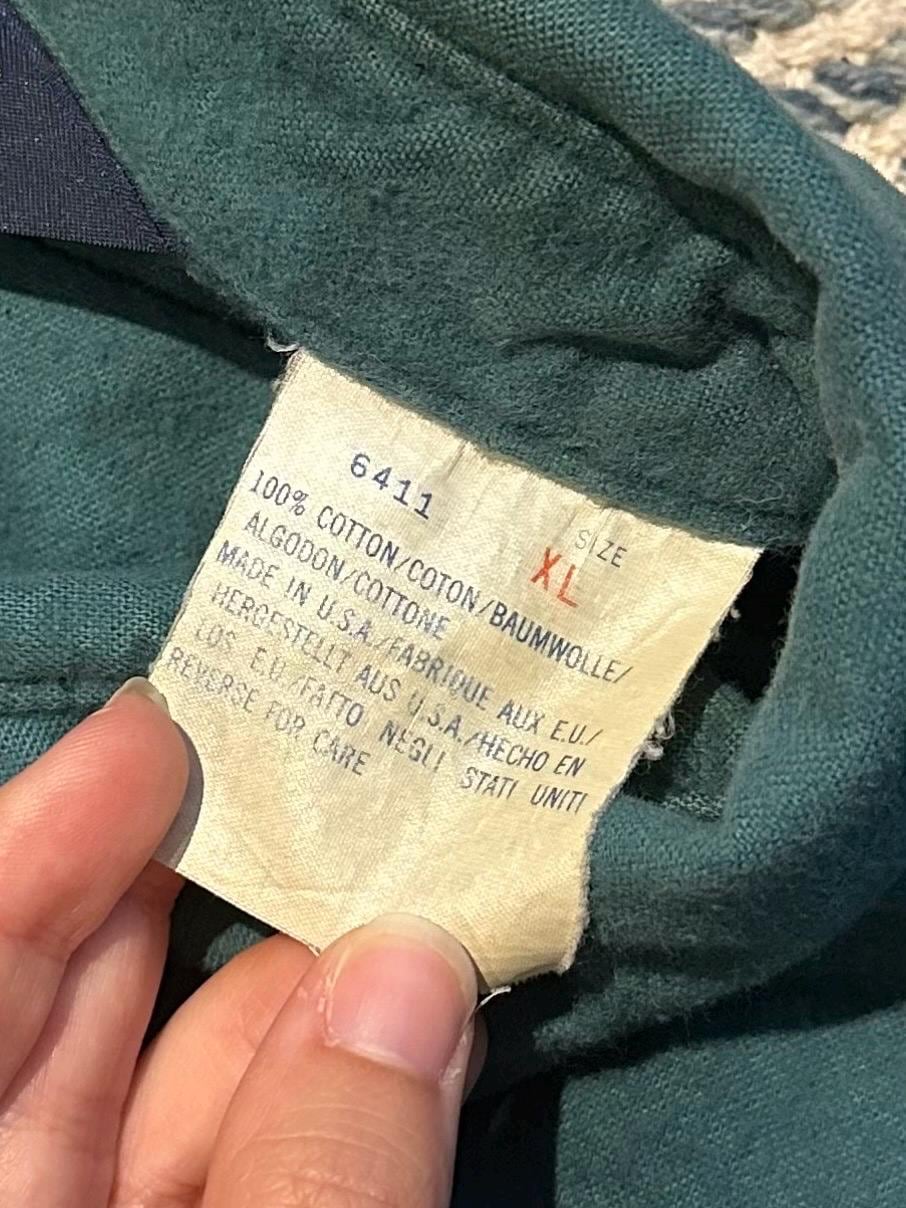 6411
SIZE
XL
100% COTTON/COTON/BAUMWOLLE/
ALGODON/COTTONE
MADE IN U.S.A./FABRIQUE AUX E.U./
HERGESTELLT AUS U.S.A./HECHO EN
LOS E.U./FATTO NEGLI STATI UNITI
REVERSE FOR CARE